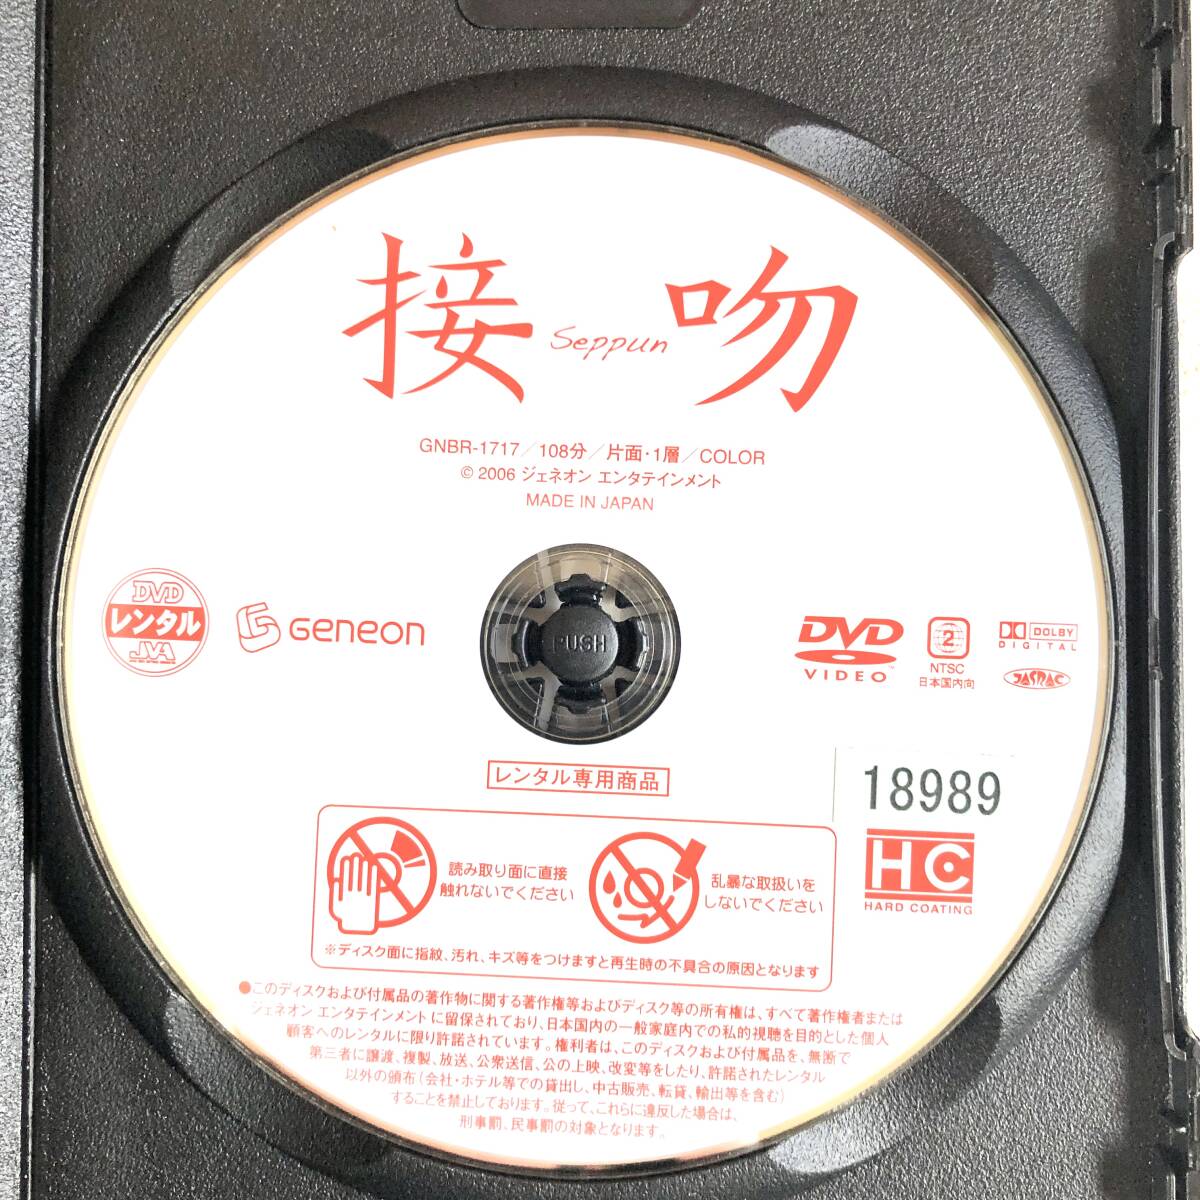 接吻
Seppun
GNBR-1717／108分／片面・1層／COLOR
© 2006 ジェネオン エンタテインメント
MADE IN JAPAN
DVD
レンタル
JVA
GENEON
PUSH
DVD
VIDEO
2
NTSC
日本国内向
DOLBY
DIGITAL
JASRAC
レンタル専用商品
18989
HC
HARD COATING
読み取り面に直接
触れないでください
乱暴な取扱いを
しないでください
※ディスク面に指紋、汚れ、キズ等をつけますと再生時の不具合の原因となります
●このディスクおよび付属品の著作物に関する著作権等およびディスク等の所有権は、すべて著作権者または
ジェネオン エンタテインメントに留保されており、日本国内の一般家庭内での私的視聴を目的とした個人
顧客へのレンタルに限り許諾されています。権利者は、このディスクおよび付属品を、無断で
第三者に譲渡、複製、放送、公衆送信、公の上映、改変等をしたり、許諾されたレンタル
以外の頒布（会社・ホテル等での貸出し、中古販売、転貸、輸出等を含む）
することを禁止しております。従って、これらに違反した場合は、
刑事罰、民事罰の対象となります。